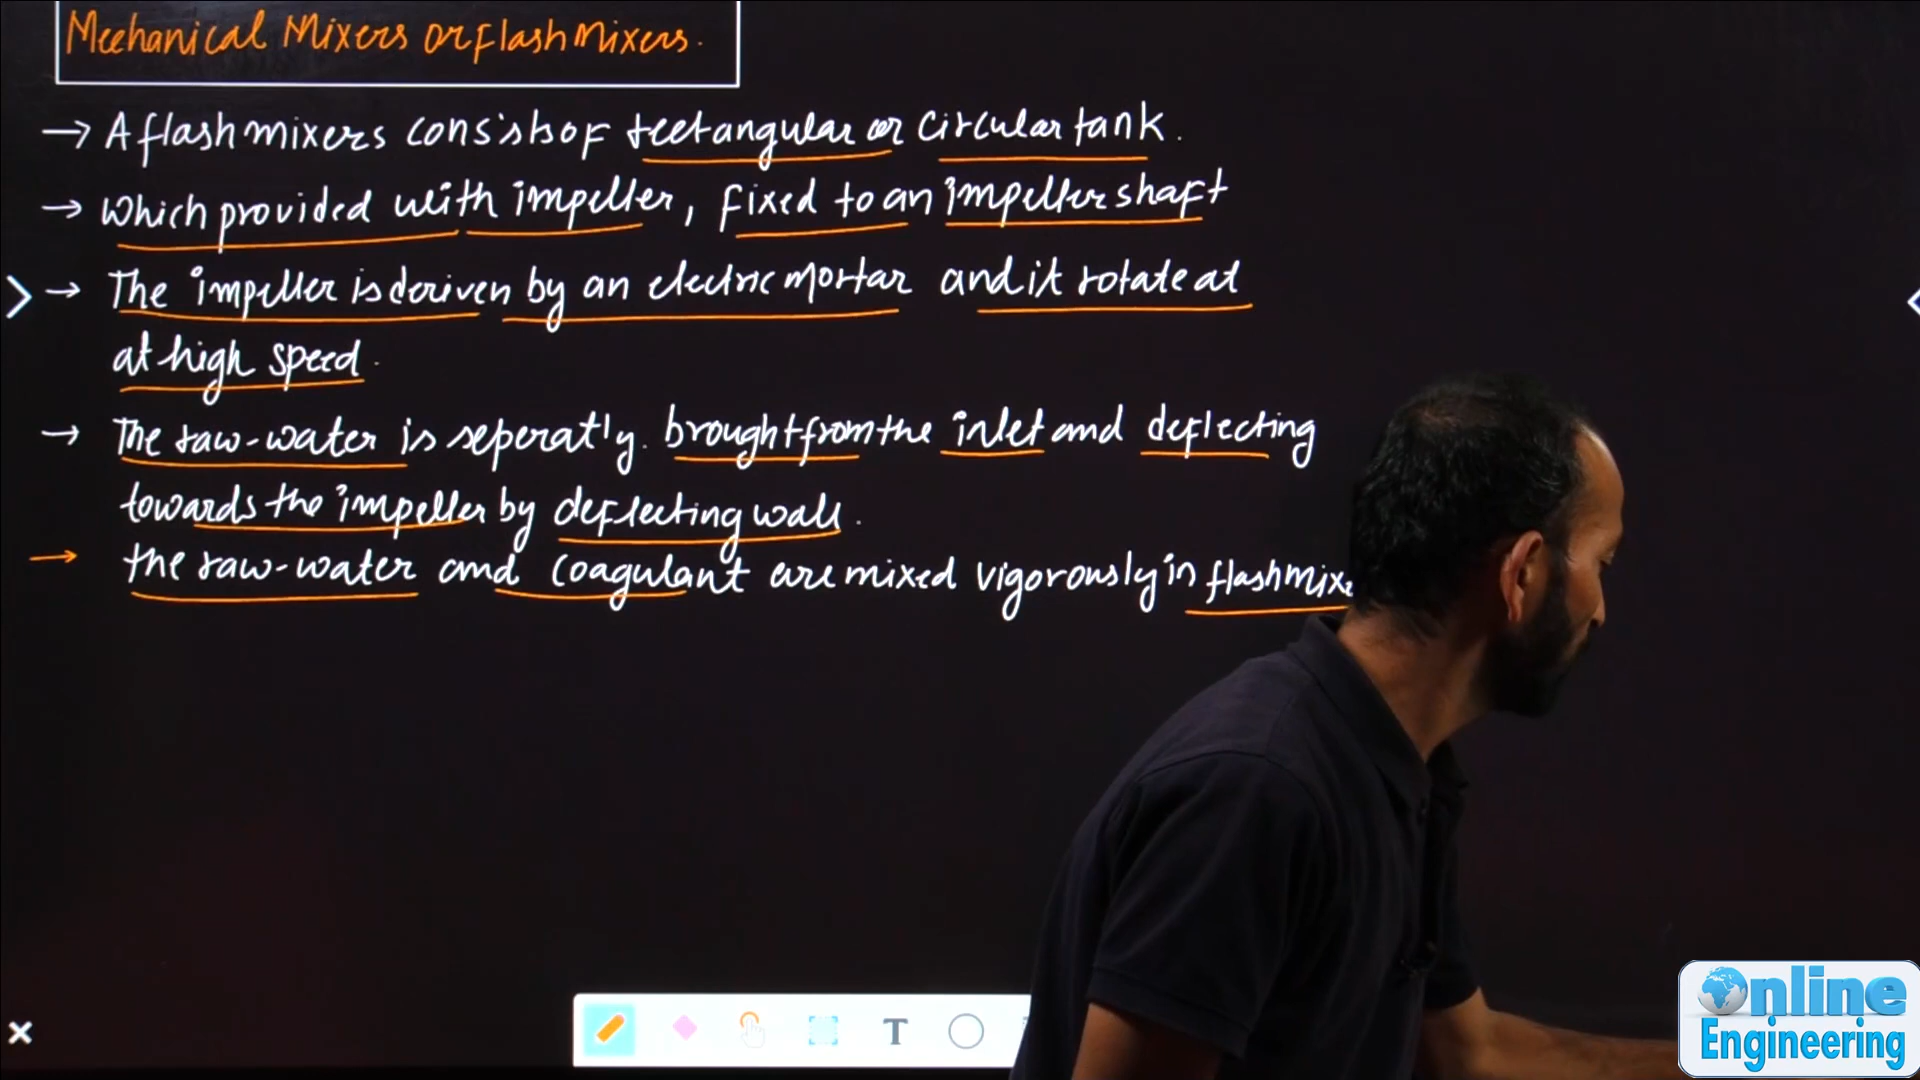 Mechanical Mixers or flash mixers.
→ A flash mixers consists of rectangular or circular tank.
→ which provided with impeller, fixed to an impeller shaft
→ The impeller is deriven by an electric mortar and it rotate at
at high speed.
→ The raw-water is seperatly. brought from the inlet and deflecting
towards the impeller by deflecting wall.
→ the raw-water and coagulant are mixed vigorously in flash mixe
T
Online
Engineering